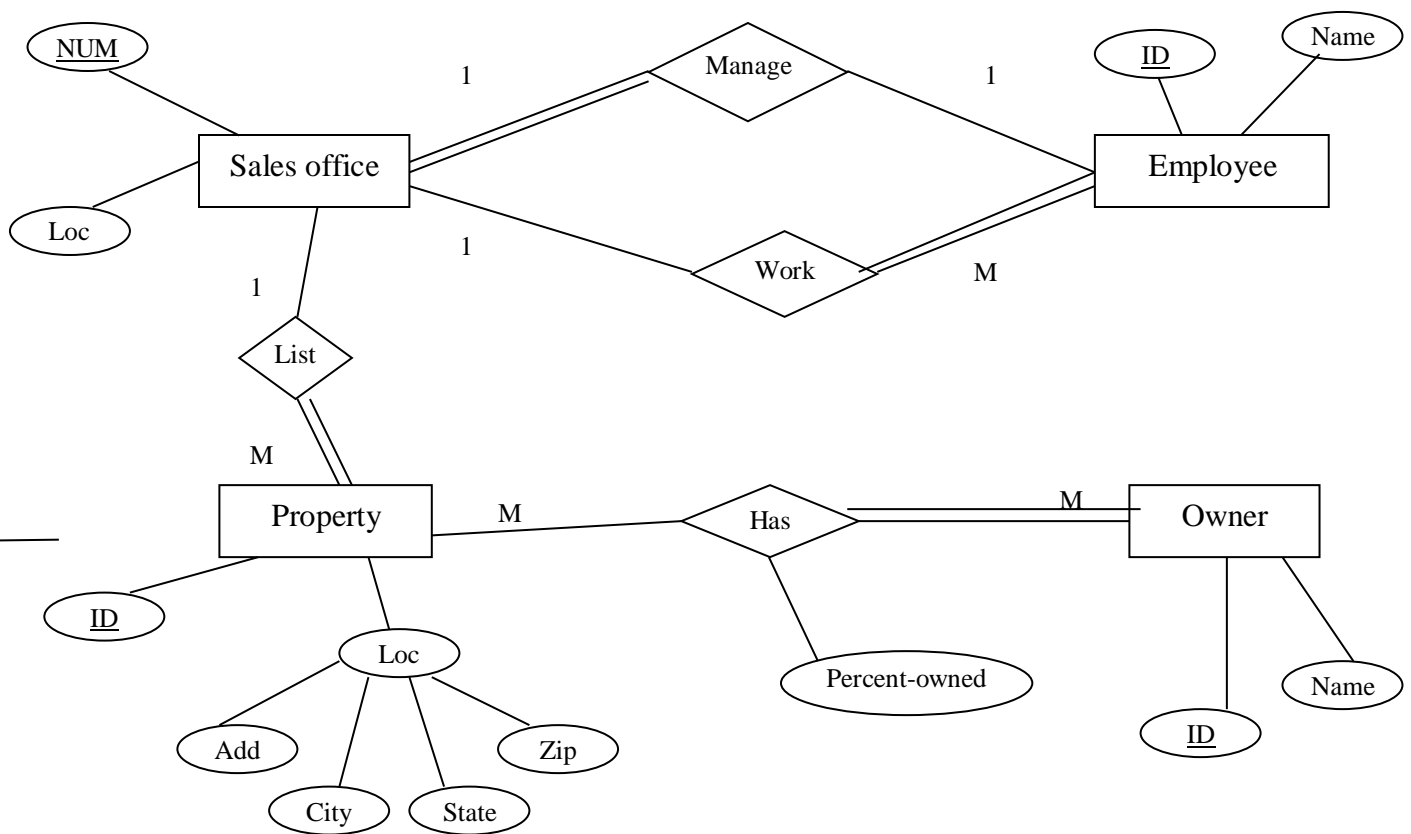 NUM
Manage
ID
Name
1
1
Sales office
Employee
Loc
1
Work
M
1
List
M
Property
M
Has
M
Owner
ID
Loc
Percent-owned
Name
ID
Add
Zip
City
State